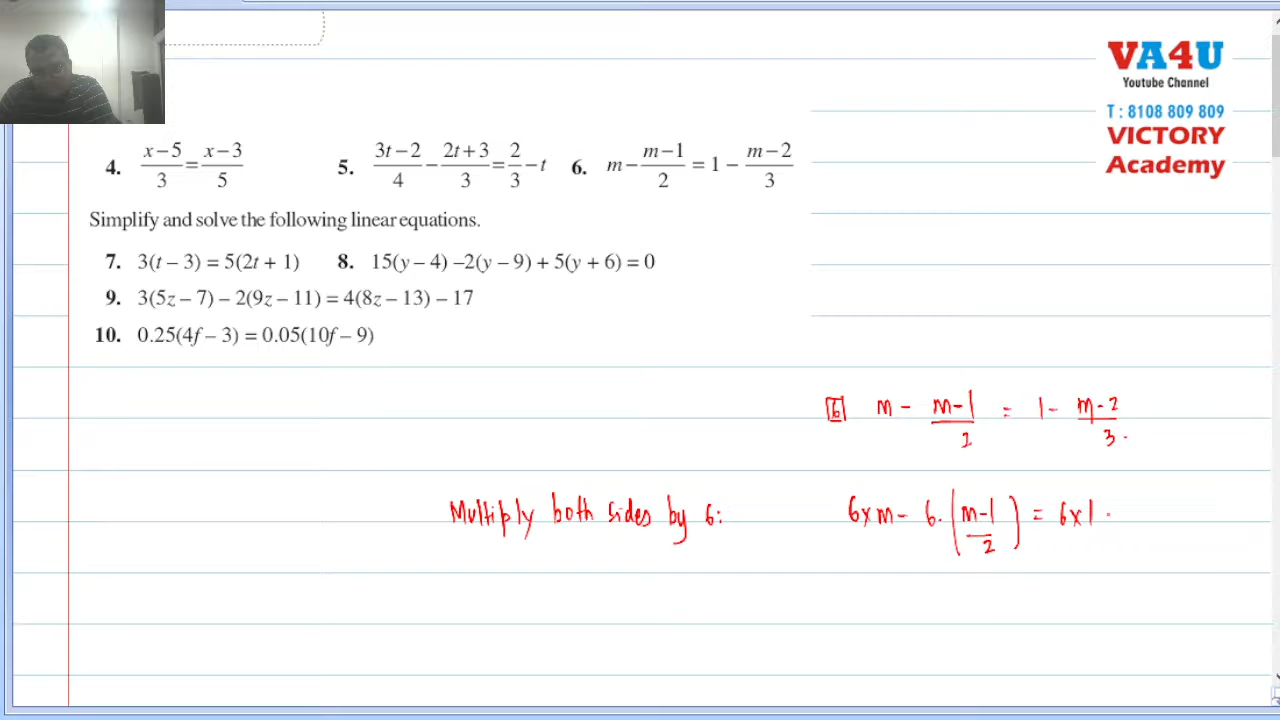 VA4U
Youtube Channel
T : 8108 809 809
VICTORY
Academy
4. (x – 5)/3 = (x – 3)/5 5. (3t – 2)/4 – (2t + 3)/3 = 2/3 – t 6. m – (m – 1)/2 = 1 – (m – 2)/3
Simplify and solve the following linear equations.
7. 3(t – 3) = 5(2t + 1) 8. 15(y – 4) –2(y – 9) + 5(y + 6) = 0
9. 3(5z – 7) – 2(9z – 11) = 4(8z – 13) – 17
10. 0.25(4f – 3) = 0.05(10f – 9)
6 m - (m-1)/2 = 1 - (m-2)/3.
Multiply both sides by 6: 6×m - 6.((m-1)/2) = 6×1 .